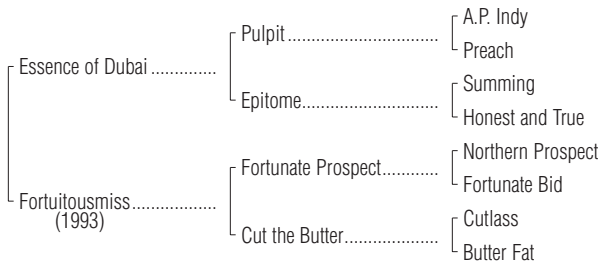 A.P. Indy
Pulpit
Preach
Essence of Dubai
Summing
Epitome
Honest and True
Northern Prospect
Fortunate Prospect
Fortunate Bid
Fortuitousmiss
(1993)
Cutlass
Cut the Butter
Butter Fat